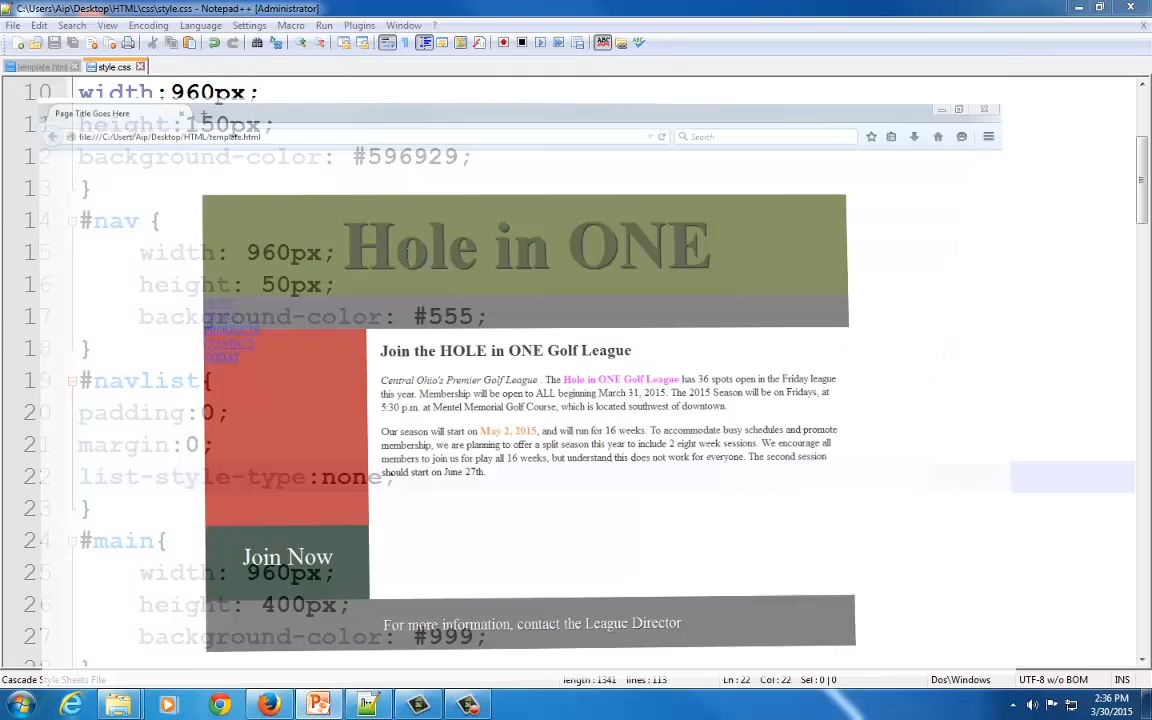 C:\Users\Aip\Desktop\HTML\css\style.css - Notepad++ [Administrator]
File Edit Search View Encoding Language Settings Macro Run Plugins Window ?
template.html style.css
10 width:960px;
Page Title Goes Here
11 height:150px;
file:///C:/Users/Aip/Desktop/HTML/template.html
Search
12 background-color: #596929;
13 }
14 #nav {
Hole in ONE
15 width: 960px;
16 height: 50px;
17 background-color: #555;
PRODUCTS
CONTACT
18 }
Join the HOLE in ONE Golf League
19 #navlist{
Central Ohio's Premier Golf League . The Hole in ONE Golf League has 36 spots open in the Friday league
this year. Membership will be open to ALL beginning March 31, 2015. The 2015 Season will be on Fridays, at
5:30 p.m. at Mentel Memorial Golf Course, which is located southwest of downtown.
20 padding:0;
21 margin:0;
Our season will start on May 2, 2015, and will run for 16 weeks. To accommodate busy schedules and promote
membership, we are planning to offer a split season this year to include 2 eight week sessions. We encourage all
members to join us for play all 16 weeks, but understand this does not work for everyone. The second session
should start on June 27th.
22 list-style-type:none;
23 }
24 #main{
Join Now
25 width: 960px;
26 height: 400px;
For more information, contact the League Director
27 background-color: #999;
Cascade Style Sheets File length:1341 lines:113 Ln:22 Col:22 Sel:0|0 Dos\Windows UTF-8 w/o BOM INS
2:36 PM
3/30/2015